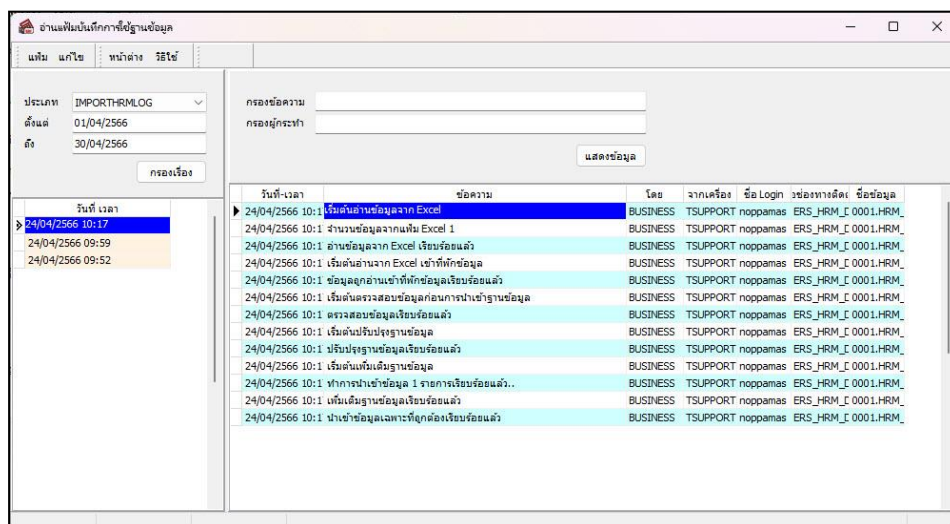 อ่านแฟ้มบันทึกการใช้ฐานข้อมูล
แฟ้ม แก้ไข หน้าต่าง วิธีใช้
ประเภท IMPORTHRMLOG
ตั้งแต่ 01/04/2566
ถึง 30/04/2566
กรองเรื่อง
กรองข้อความ
กรองผู้กระทำ
แสดงข้อมูล
วันที่ เวลา
24/04/2566 10:17
24/04/2566 09:59
24/04/2566 09:52
วันที่-เวลา ข้อความ โดย จากเครื่อง ชื่อ Login ช่องทางติดต่ ชื่อข้อมูล
24/04/2566 10:1 เริ่มต้นอ่านข้อมูลจาก Excel BUSINESS TSUPPORT noppamas ERS_HRM_D 0001.HRM_
24/04/2566 10:1 จำนวนข้อมูลจากแฟ้ม Excel 1 BUSINESS TSUPPORT noppamas ERS_HRM_D 0001.HRM_
24/04/2566 10:1 อ่านข้อมูลจาก Excel เรียบร้อยแล้ว BUSINESS TSUPPORT noppamas ERS_HRM_D 0001.HRM_
24/04/2566 10:1 เริ่มต้นอ่านจาก Excel เข้าที่พักข้อมูล BUSINESS TSUPPORT noppamas ERS_HRM_D 0001.HRM_
24/04/2566 10:1 ข้อมูลถูกอ่านเข้าที่พักข้อมูลเรียบร้อยแล้ว BUSINESS TSUPPORT noppamas ERS_HRM_D 0001.HRM_
24/04/2566 10:1 เริ่มต้นตรวจสอบข้อมูลก่อนการนำเข้าฐานข้อมูล BUSINESS TSUPPORT noppamas ERS_HRM_D 0001.HRM_
24/04/2566 10:1 ตรวจสอบข้อมูลเรียบร้อยแล้ว BUSINESS TSUPPORT noppamas ERS_HRM_D 0001.HRM_
24/04/2566 10:1 เริ่มต้นปรับปรุงฐานข้อมูล BUSINESS TSUPPORT noppamas ERS_HRM_D 0001.HRM_
24/04/2566 10:1 ปรับปรุงฐานข้อมูลเรียบร้อยแล้ว BUSINESS TSUPPORT noppamas ERS_HRM_D 0001.HRM_
24/04/2566 10:1 เริ่มต้นเพิ่มเติมฐานข้อมูล BUSINESS TSUPPORT noppamas ERS_HRM_D 0001.HRM_
24/04/2566 10:1 ทำการนำเข้าข้อมูล 1 รายการเรียบร้อยแล้ว.. BUSINESS TSUPPORT noppamas ERS_HRM_D 0001.HRM_
24/04/2566 10:1 เพิ่มเติมฐานข้อมูลเรียบร้อยแล้ว BUSINESS TSUPPORT noppamas ERS_HRM_D 0001.HRM_
24/04/2566 10:1 นำเข้าข้อมูลเฉพาะที่ถูกต้องเรียบร้อยแล้ว BUSINESS TSUPPORT noppamas ERS_HRM_D 0001.HRM_